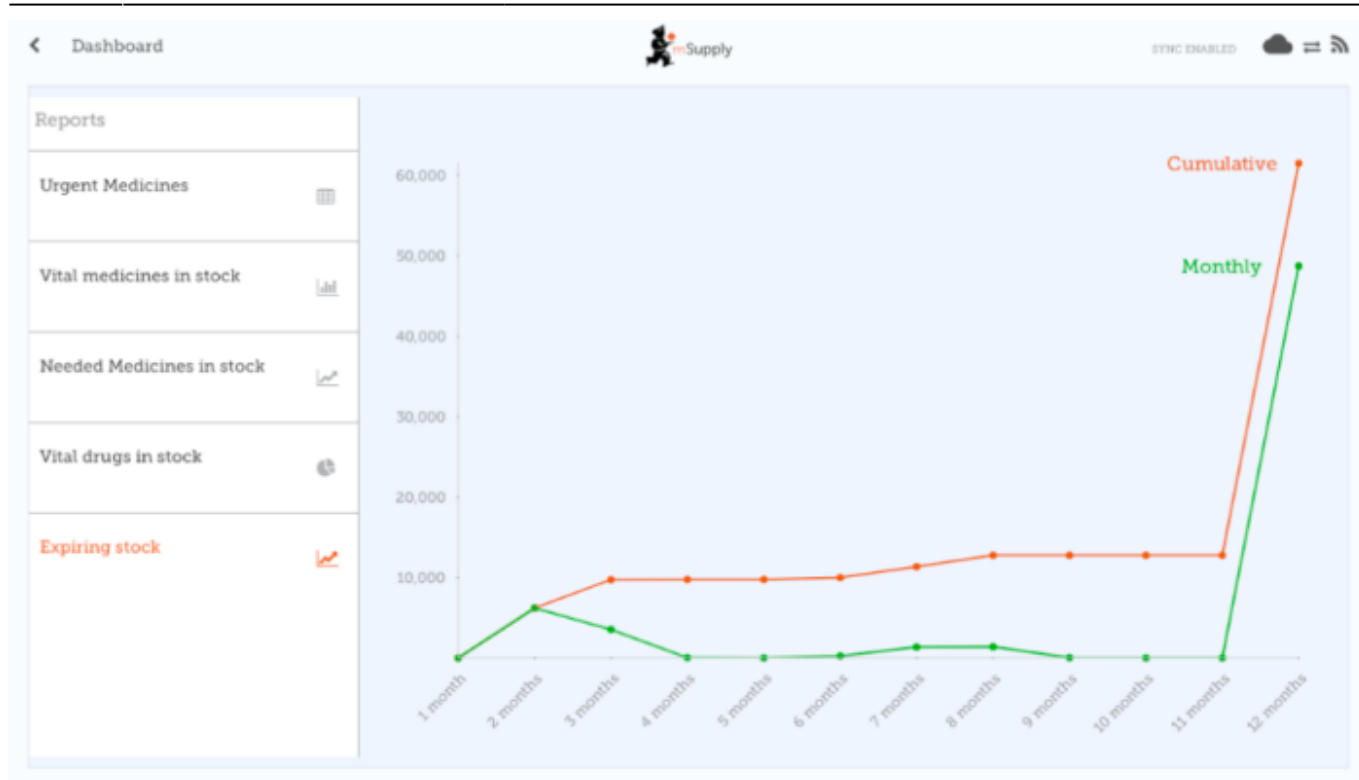 Dashboard
mSupply
SYNC ENABLED
Reports
Urgent Medicines
Vital medicines in stock
Needed Medicines in stock
Vital drugs in stock
Expiring stock
Cumulative
Monthly
60,000
50,000
40,000
30,000
20,000
10,000
1 month
2 months
3 months
4 months
5 months
6 months
7 months
8 months
9 months
10 months
11 months
12 months